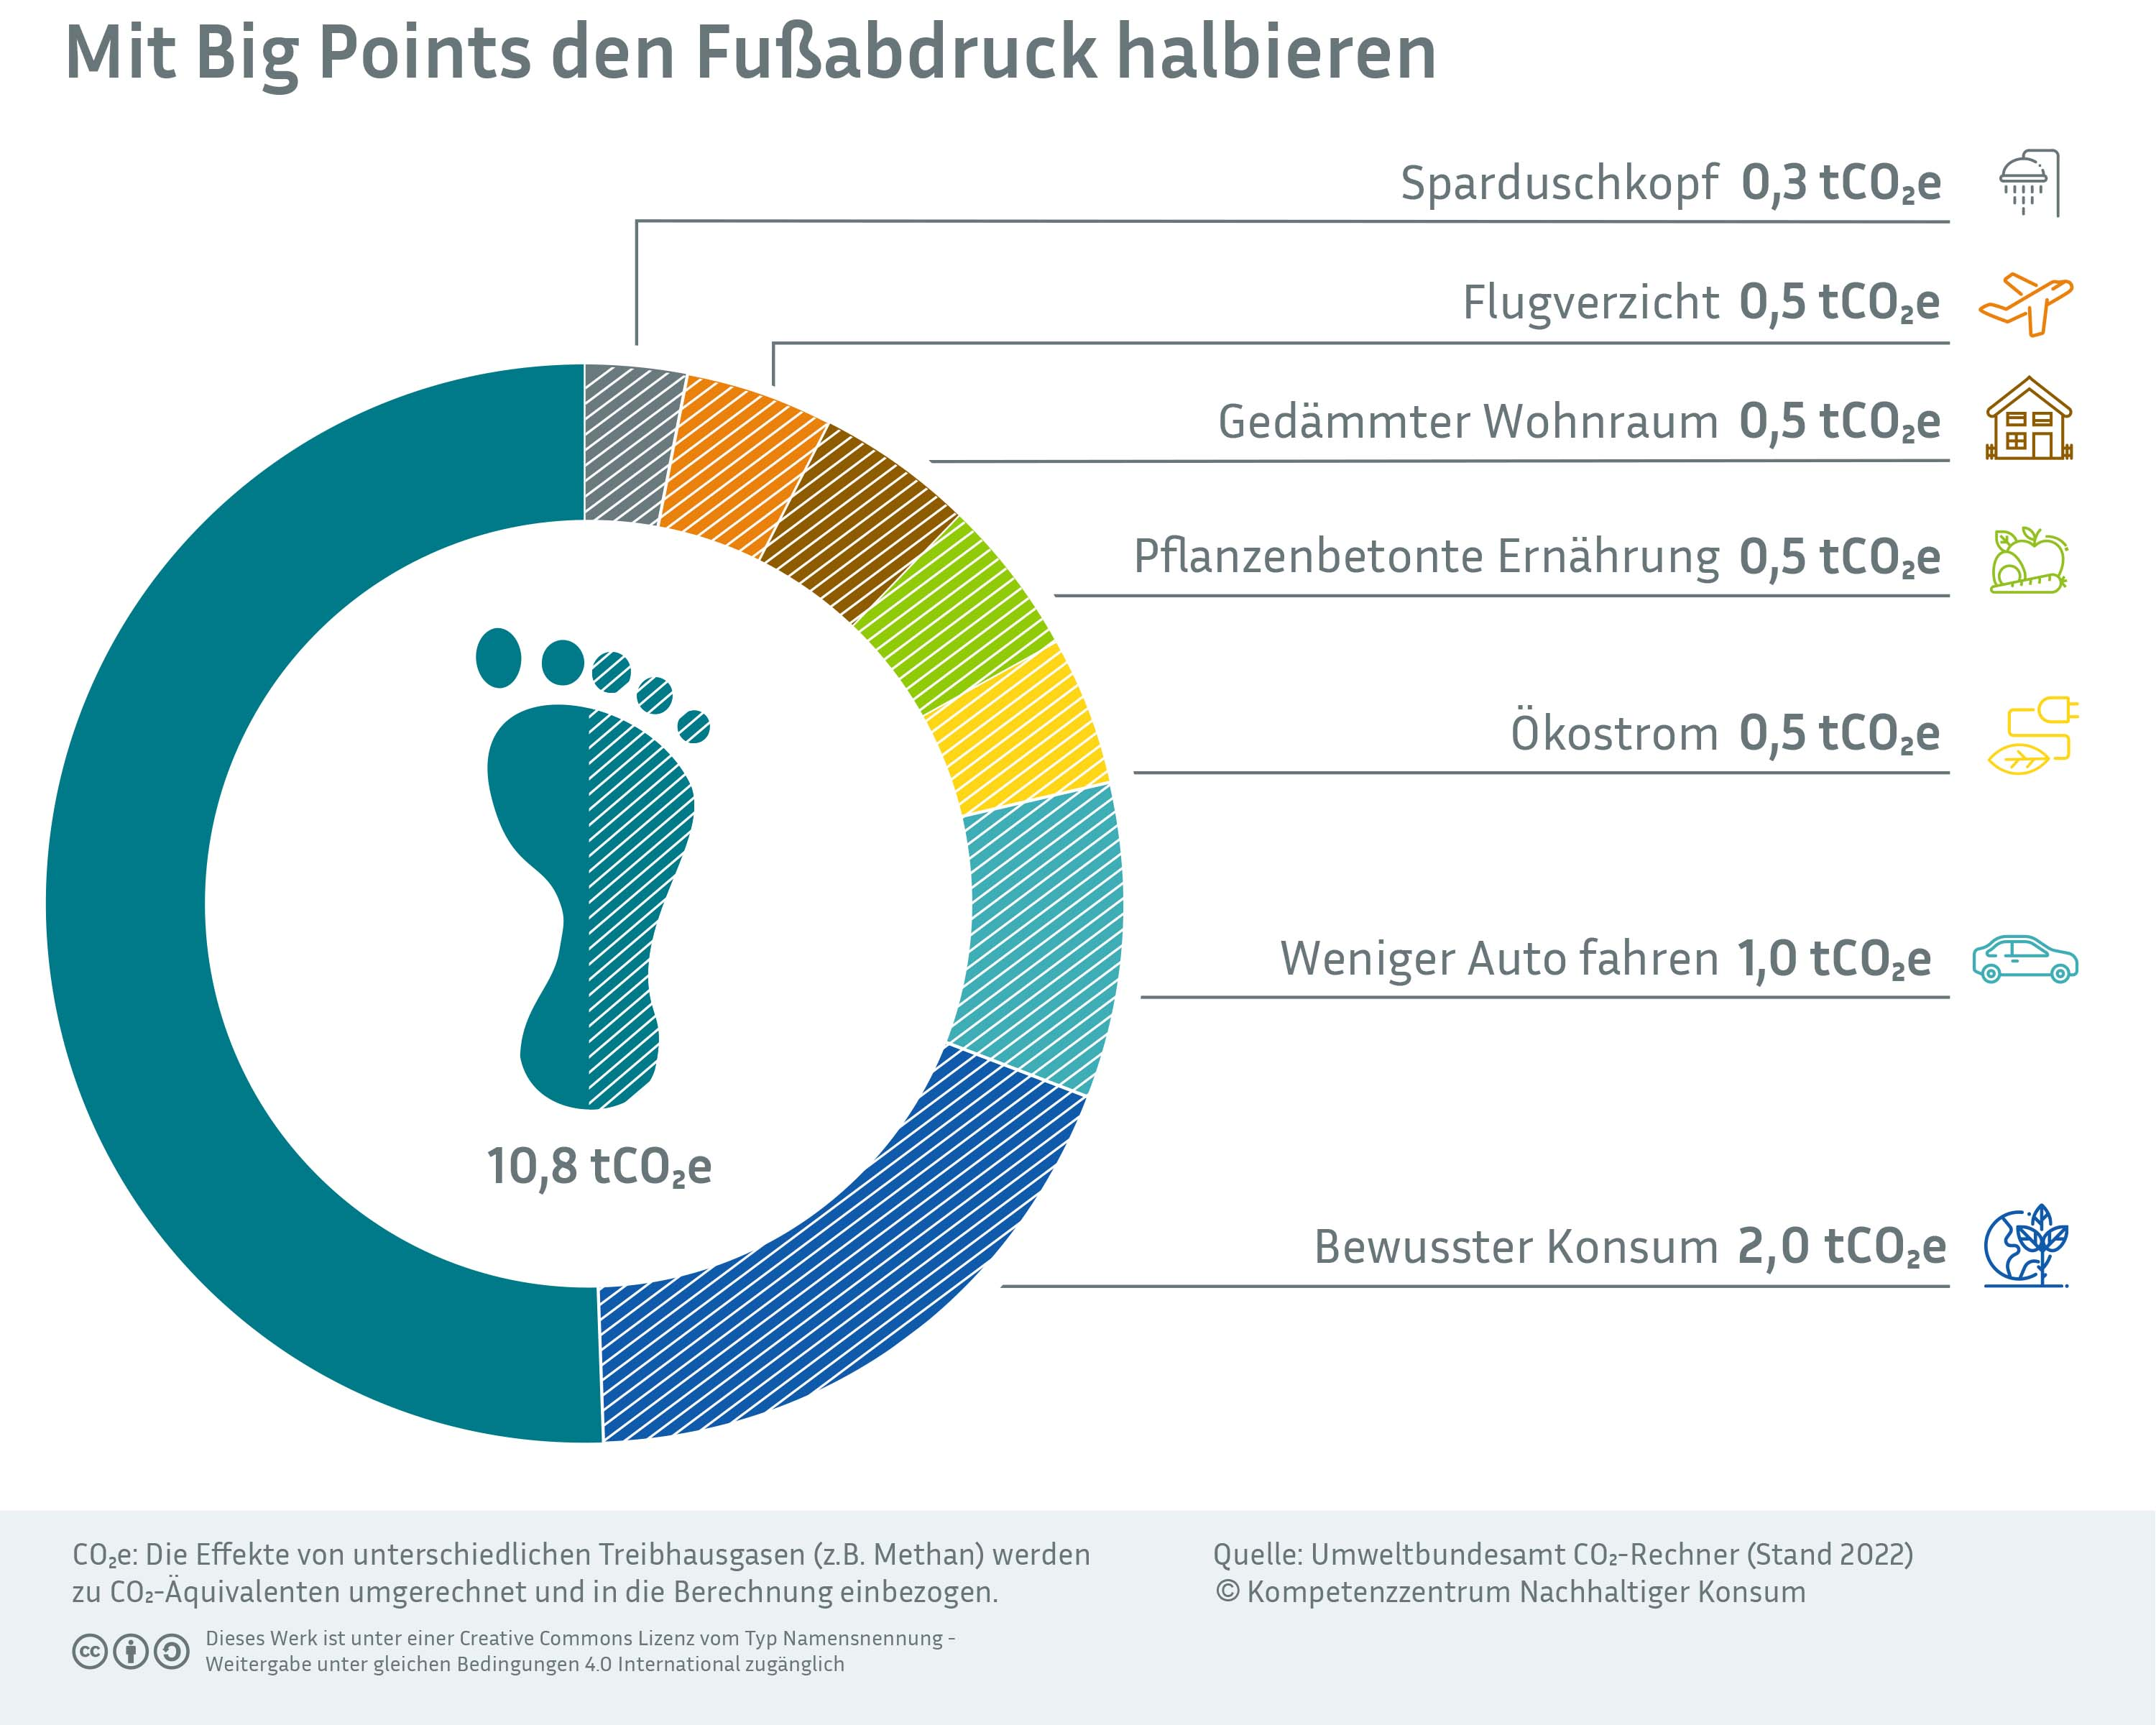 Mit Big Points den Fußabdruck halbieren
Sparduschkopf 0,3 tCO₂e
Flugverzicht 0,5 tCO₂e
Gedämmter Wohnraum 0,5 tCO₂e
Pflanzenbetonte Ernährung 0,5 tCO₂e
Ökostrom 0,5 tCO₂e
Weniger Auto fahren 1,0 tCO₂e
Bewusster Konsum 2,0 tCO₂e
10,8 tCO₂e
CO₂e: Die Effekte von unterschiedlichen Treibhausgasen (z.B. Methan) werden
zu CO₂-Äquivalenten umgerechnet und in die Berechnung einbezogen.
Quelle: Umweltbundesamt CO₂-Rechner (Stand 2022)
© Kompetenzzentrum Nachhaltiger Konsum
cc
Dieses Werk ist unter einer Creative Commons Lizenz vom Typ Namensnennung -
Weitergabe unter gleichen Bedingungen 4.0 International zugänglich